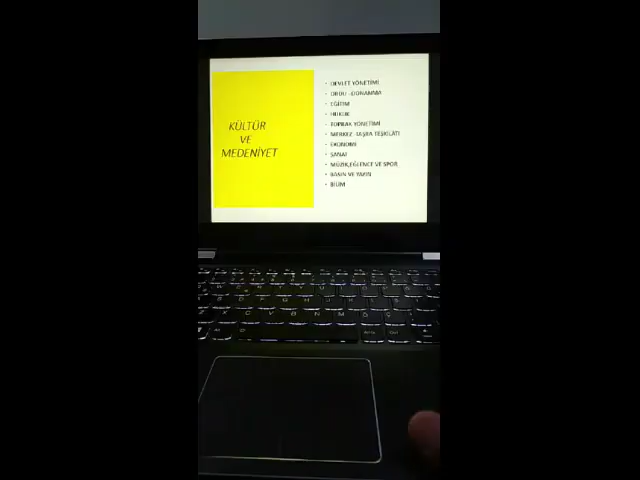 KÜLTÜR
VE
MEDENİYET
• DEVLET YÖNETİMİ
• ORDU - DONANMA
• EĞİTİM
• HUKUK
• TOPRAK YÖNETİMİ
• MERKEZ -TAŞRA TEŞKİLATI
• EKONOMİ
• SANAT
• MÜZİK,EĞLENCE VE SPOR
• BASIN VE YAYIN
• BİLİM